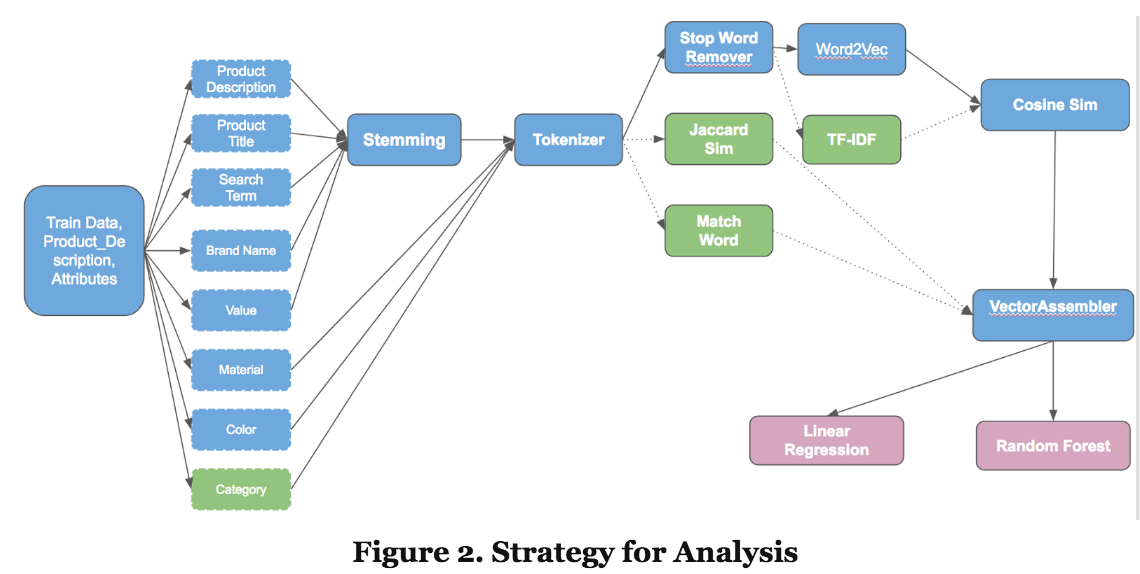 Train Data,
Product_De
scription,
Attributes
Product
Description
Product
Title
Search
Term
Brand Name
Value
Material
Color
Category
Stemming
Tokenizer
Stop Word
Remover
Jaccard
Sim
Match
Word
Word2Vec
TF-IDF
Cosine Sim
VectorAssembler
Linear
Regression
Random Forest
Figure 2. Strategy for Analysis